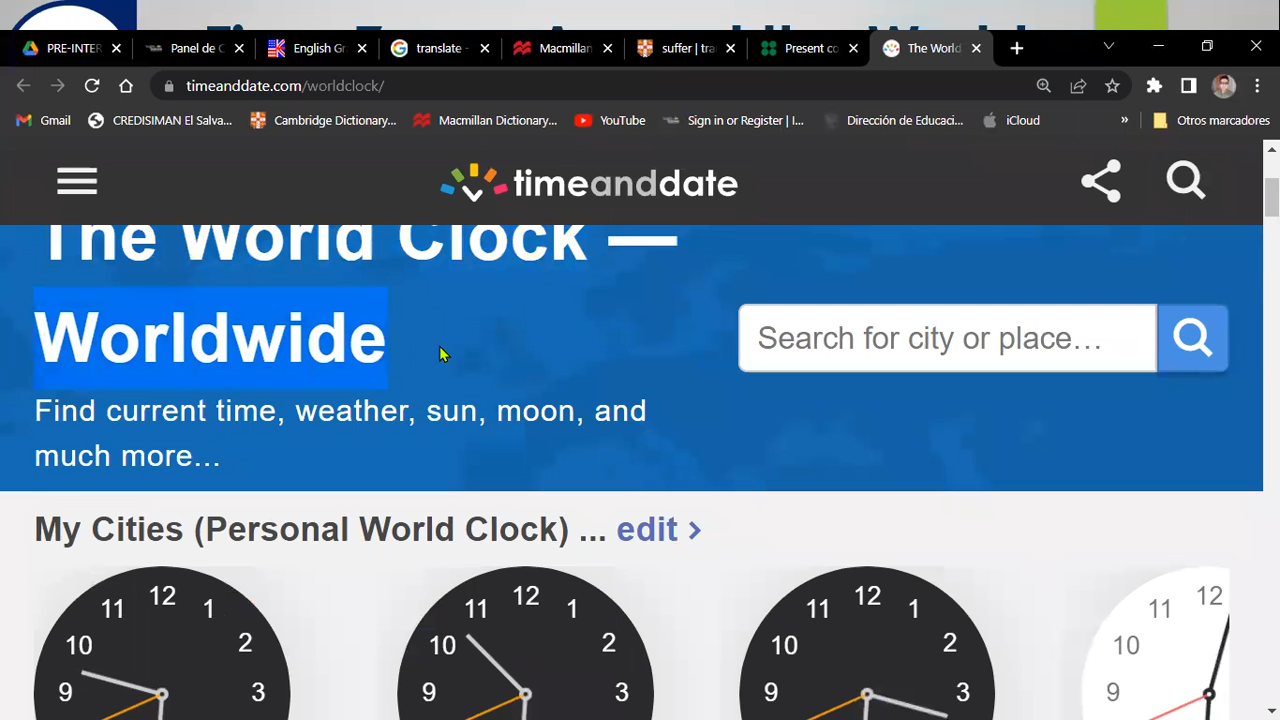 PRE-INTER
Panel de C
English Gr
translate -
Macmillan
suffer | tra
Present co
The World
timeanddate.com/worldclock/
Gmail
CREDISIMAN El Salva...
Cambridge Dictionary...
Macmillan Dictionary,...
YouTube
Sign in or Register | I...
Dirección de Educaci...
iCloud
»
Otros marcadores
timeanddate
The World Clock —
Worldwide
Search for city or place...
Find current time, weather, sun, moon, and
much more...
My Cities (Personal World Clock) ... edit >
12
11 1
10 2
9 3
12
11 1
10 2
9 3
12
11 1
10 2
9 3
12
11
10
9